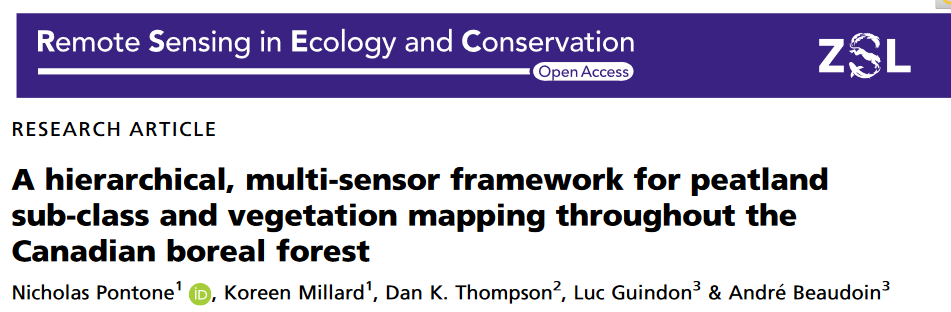 Remote Sensing in Ecology and Conservation
Open Access
ZSL
RESEARCH ARTICLE
A hierarchical, multi-sensor framework for peatland
sub-class and vegetation mapping throughout the
Canadian boreal forest
Nicholas Pontone¹ iD, Koreen Millard¹, Dan K. Thompson², Luc Guindon³ & André Beaudoin³